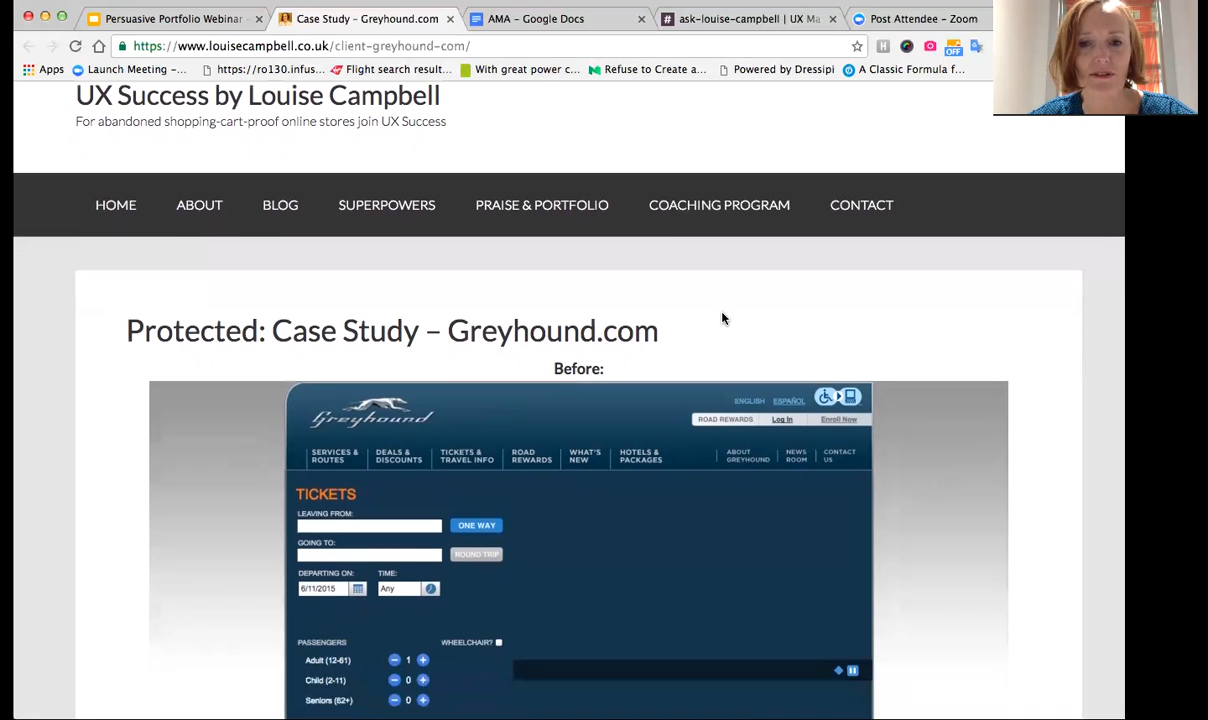 Persuasive Portfolio Webinar
Case Study – Greyhound.com
AMA – Google Docs
ask-louise-campbell | UX Ma
Post Attendee – Zoom
https://www.louisecampbell.co.uk/client-greyhound-com/
H
OFF
Apps
Launch Meeting –...
https://ro130.infus...
Flight search result...
With great power c...
Refuse to Create a...
Powered by Dressipi
A Classic Formula f...
UX Success by Louise Campbell
For abandoned shopping-cart-proof online stores join UX Success
HOME
ABOUT
BLOG
SUPERPOWERS
PRAISE & PORTFOLIO
COACHING PROGRAM
CONTACT
Protected: Case Study – Greyhound.com
Before:
Greyhound
ENGLISH
ESPAÑOL
ROAD REWARDS
Log In
Enroll Now
SERVICES &
ROUTES
DEALS &
DISCOUNTS
TICKETS &
TRAVEL INFO
ROAD
REWARDS
WHAT'S
NEW
HOTELS &
PACKAGES
ABOUT
GREYHOUND
NEWS
ROOM
CONTACT
US
TICKETS
LEAVING FROM:
ONE WAY
GOING TO:
ROUND TRIP
DEPARTING ON:
TIME:
6/11/2015
Any
PASSENGERS
WHEELCHAIR?
Adult (12-61)
1
Child (2-11)
0
Seniors (62+)
0